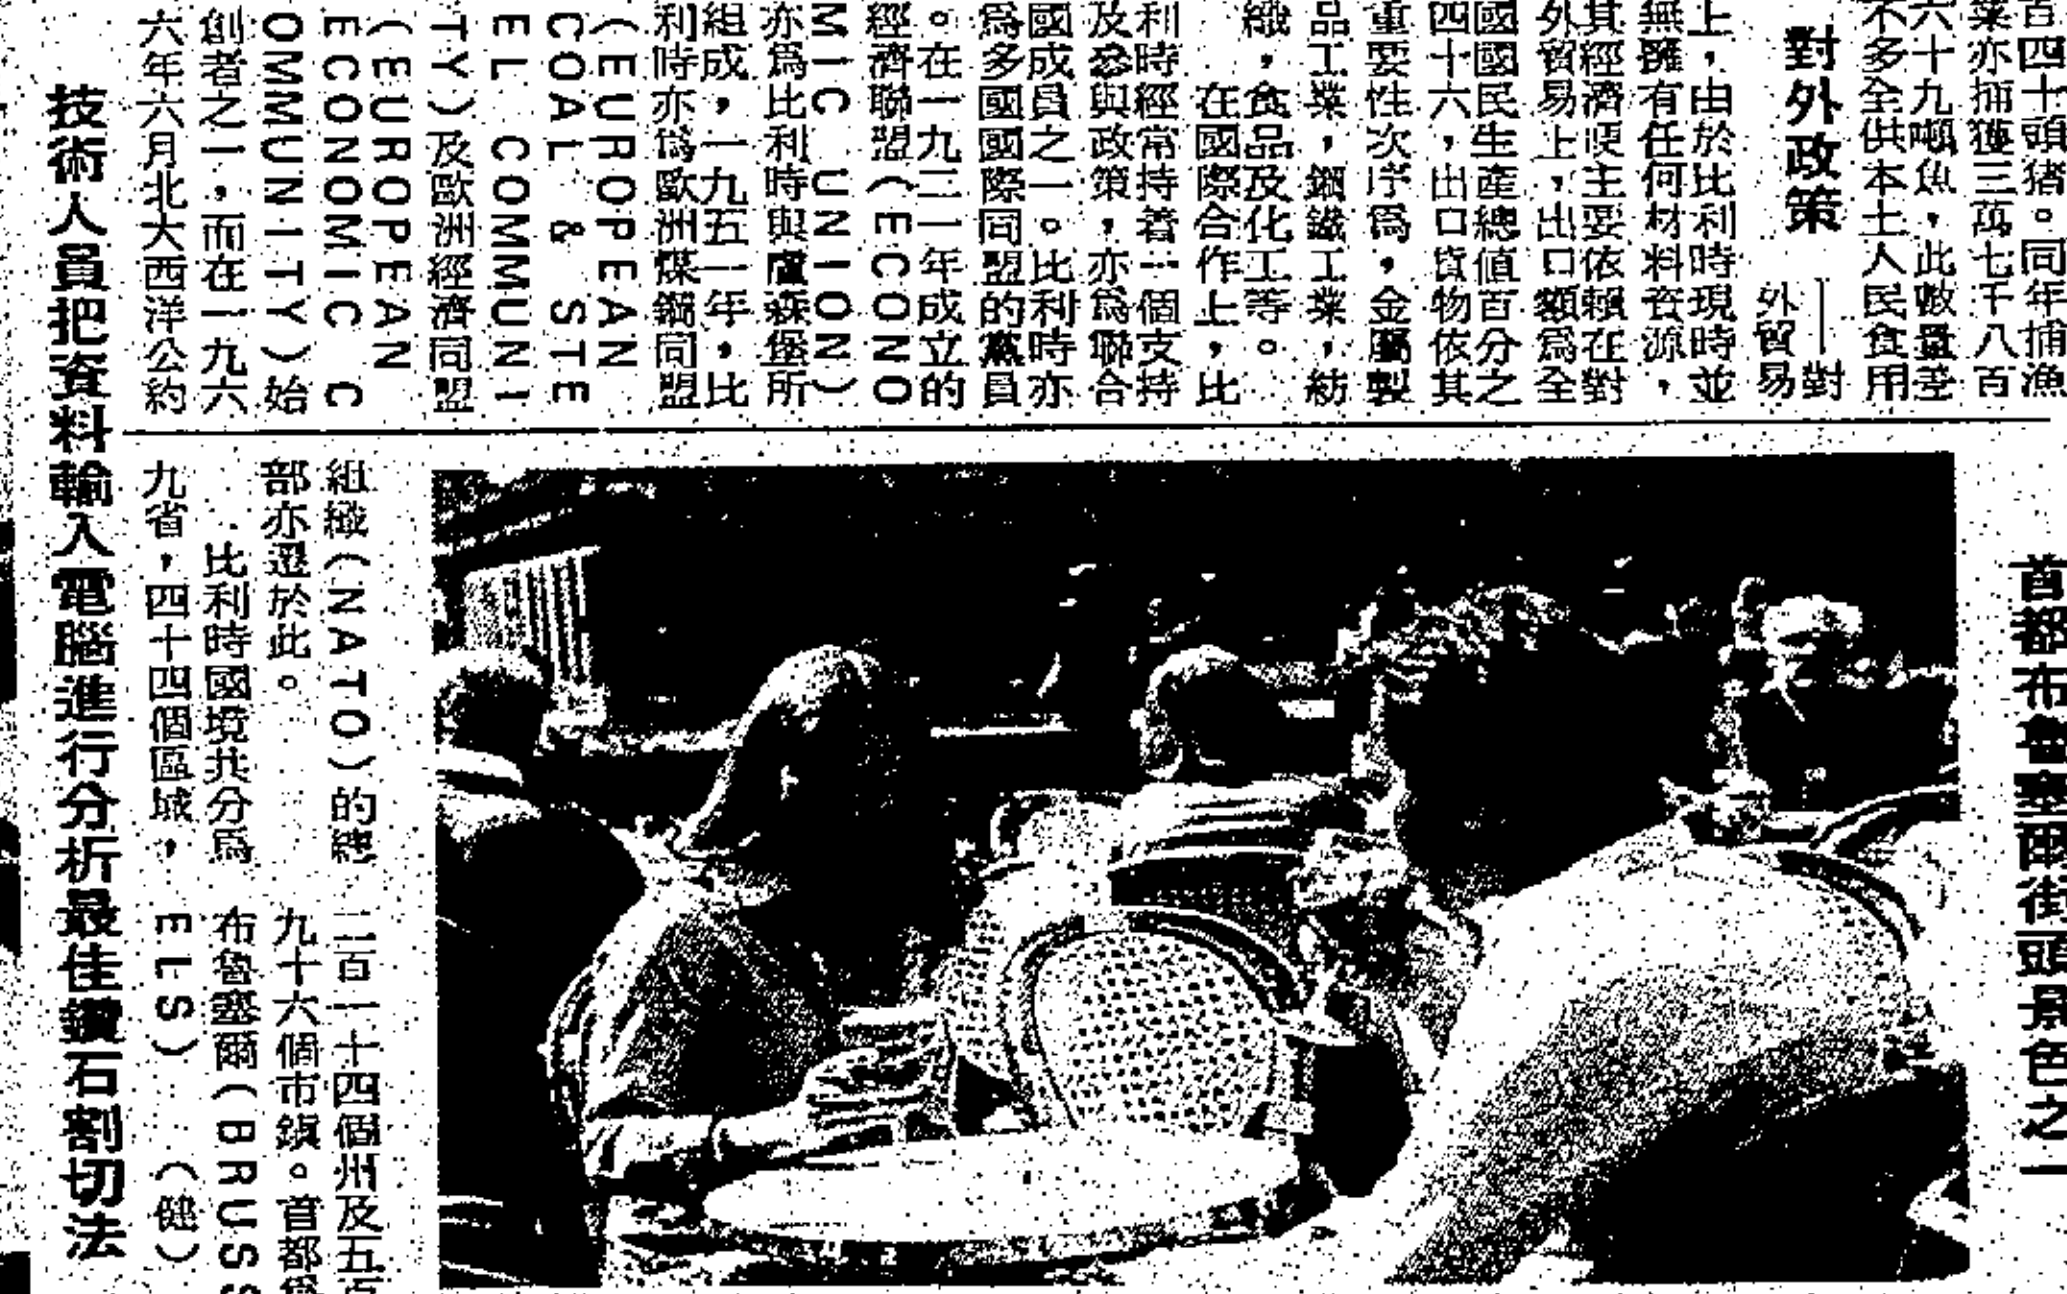 百四十頭豬。同年捕漁
業亦捕獲三萬七千八百
六十九噸魚，此數量差
不多全供本土人民食用
對外政策
——對
外貿易
上，由於比利時現時並
無擁有任何材料資源，
其經濟便主要依賴在對
外貿易上，出口額爲全
國國民生產總值百分之
四十六，出口貨物依其
重要性次序爲，金屬製
品工業，鋼鐵工業，紡
織，食品及化工等。
在國際合作上，比
利時經常持着一個支持
及參與政策，亦爲聯合
國成員之一。比利時亦
爲多國國際同盟的黨員
。在一九二一年成立的
經濟聯盟（ECONO
MIC UNION）
亦爲比利時與盧森堡所
組成，一九五一年，比
利時亦爲歐洲煤鋼同盟
（EUROPEAN
COAL & STE
EL COMMUNI
TY）及歐洲經濟同盟
（EUROPEAN
ECONOMIC C
OMMUNITY）始
創者之一，而在一九六
六年六月北大西洋公約
組織（NATO）的總
部亦遷於此。
比利時國境共分爲
九省，四十四個區域，
二百一十四個州及五百
九十六個市鎮。首都爲
布魯塞爾（BRUSS
ELS）（健）
首都布魯塞爾街頭景色之一
技術人員把資料輸入電腦進行分析最佳鑽石割切法